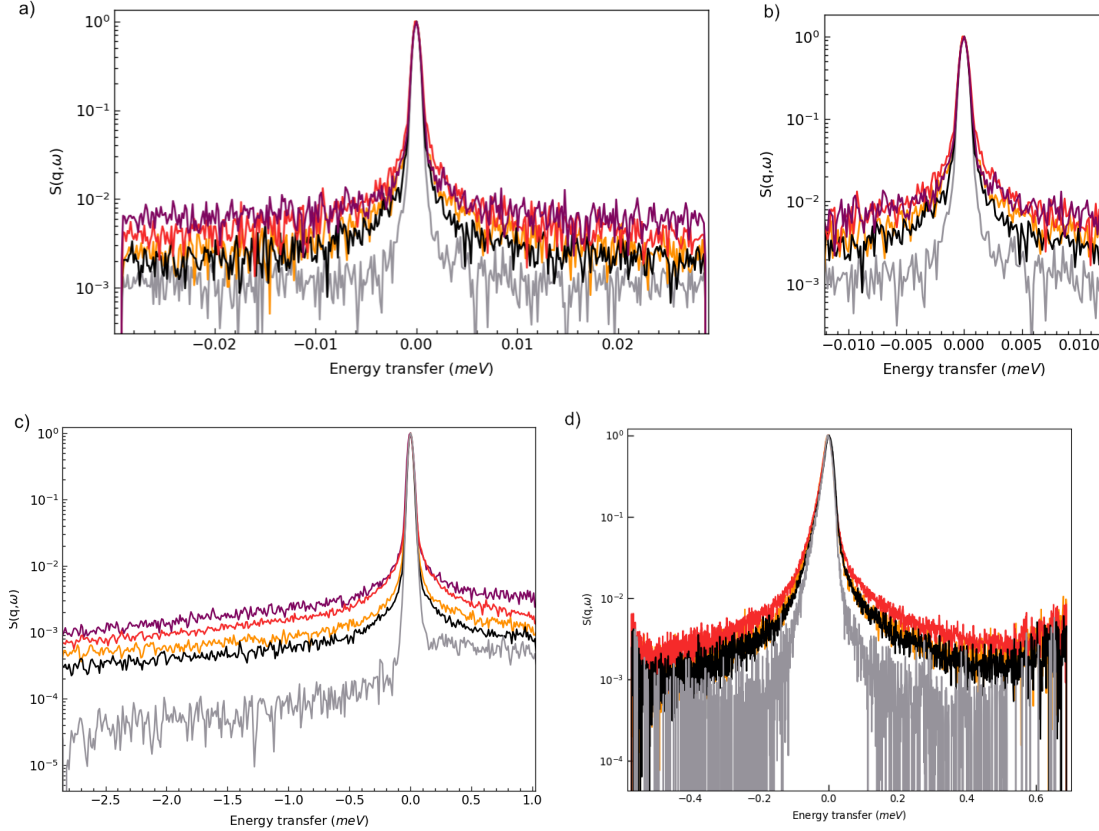 a)
10⁰
10⁻¹
10⁻²
10⁻³
S(q,ω)
−0.02 −0.01 0.00 0.01 0.02
Energy transfer (meV)
b)
10⁰
10⁻¹
10⁻²
10⁻³
S(q,ω)
−0.010 −0.005 0.000 0.005 0.010
Energy transfer (meV)
c)
10⁰
10⁻¹
10⁻²
10⁻³
10⁻⁴
10⁻⁵
S(q,ω)
−2.5 −2.0 −1.5 −1.0 −0.5 0.0 0.5 1.0
Energy transfer (meV)
d)
10⁰
10⁻¹
10⁻²
10⁻³
10⁻⁴
S(q,ω)
−0.4 −0.2 0.0 0.2 0.4 0.6
Energy transfer (meV)